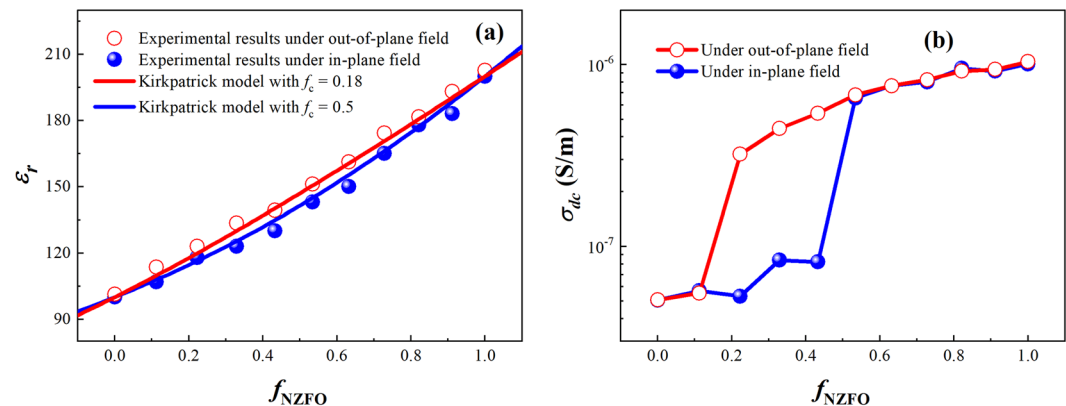 (a)
Experimental results under out-of-plane field
Experimental results under in-plane field
Kirkpatrick model with fc = 0.18
Kirkpatrick model with fc = 0.5
210
180
150
120
90
εr
0.0 0.2 0.4 0.6 0.8 1.0
fNZFO
(b)
Under out-of-plane field
Under in-plane field
10-6
10-7
σdc (S/m)
0.0 0.2 0.4 0.6 0.8 1.0
fNZFO